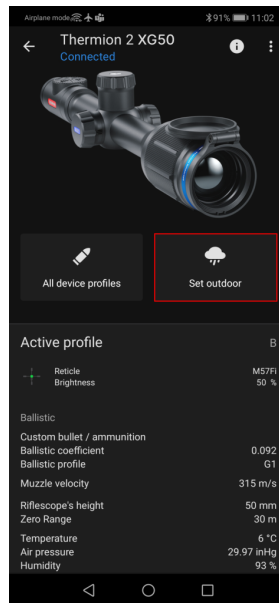 Airplane mode 91% 11:02
Thermion 2 XG50
Connected
All device profiles
Set outdoor
Active profile B
Reticle M57Fi
Brightness 50 %
Ballistic
Custom bullet / ammunition
Ballistic coefficient 0.092
Ballistic profile G1
Muzzle velocity 315 m/s
Riflescope's height 50 mm
Zero Range 30 m
Temperature 6 °C
Air pressure 29.97 inHg
Humidity 93 %